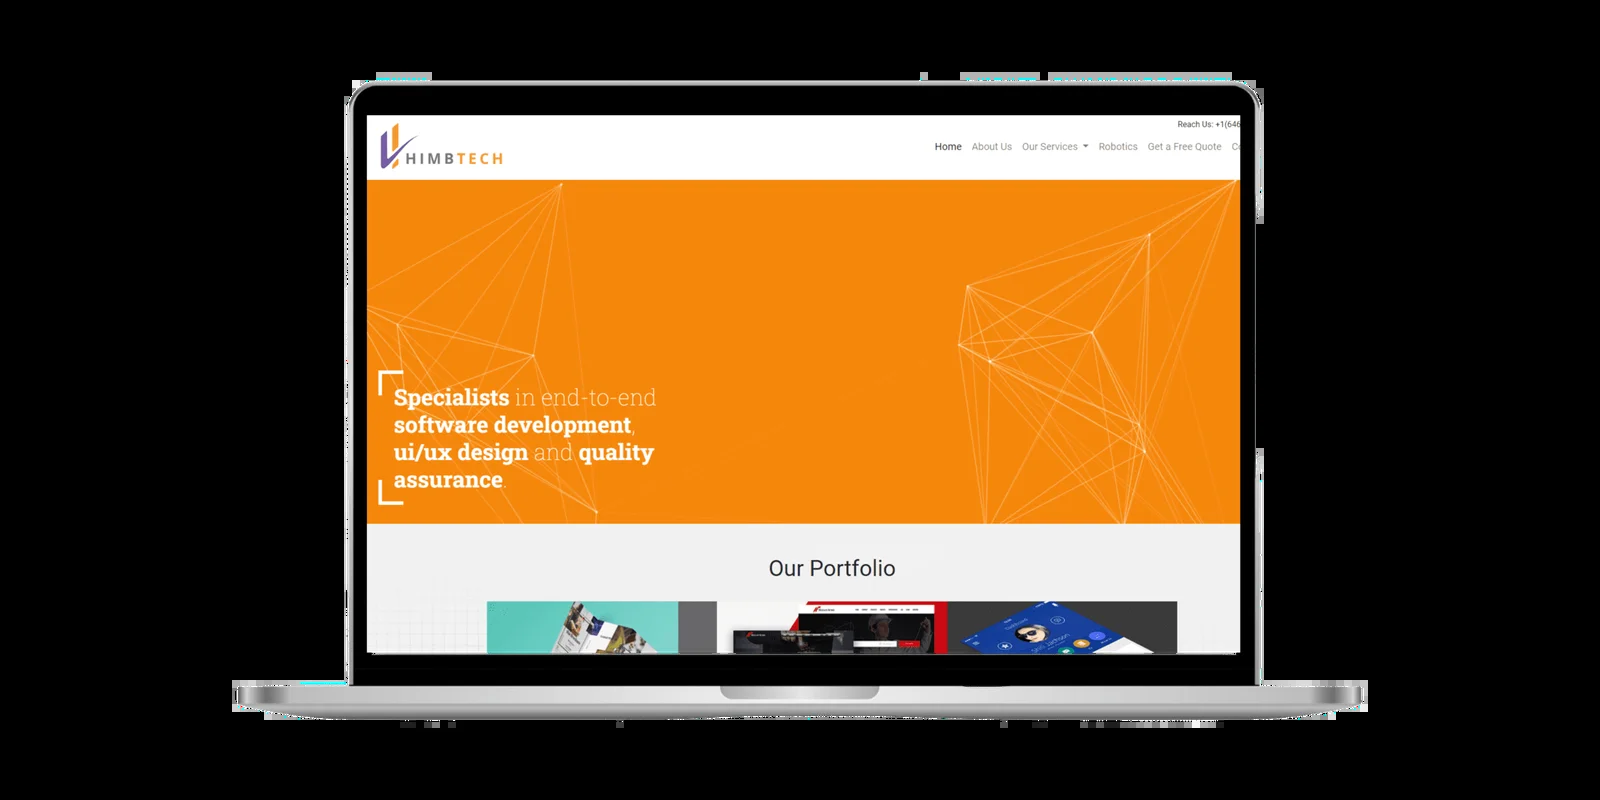 Reach Us: +1(646
HIMBTECH
Home About Us Our Services Robotics Get a Free Quote
Specialists in end-to-end
software development,
ui/ux design and quality
assurance.
Our Portfolio